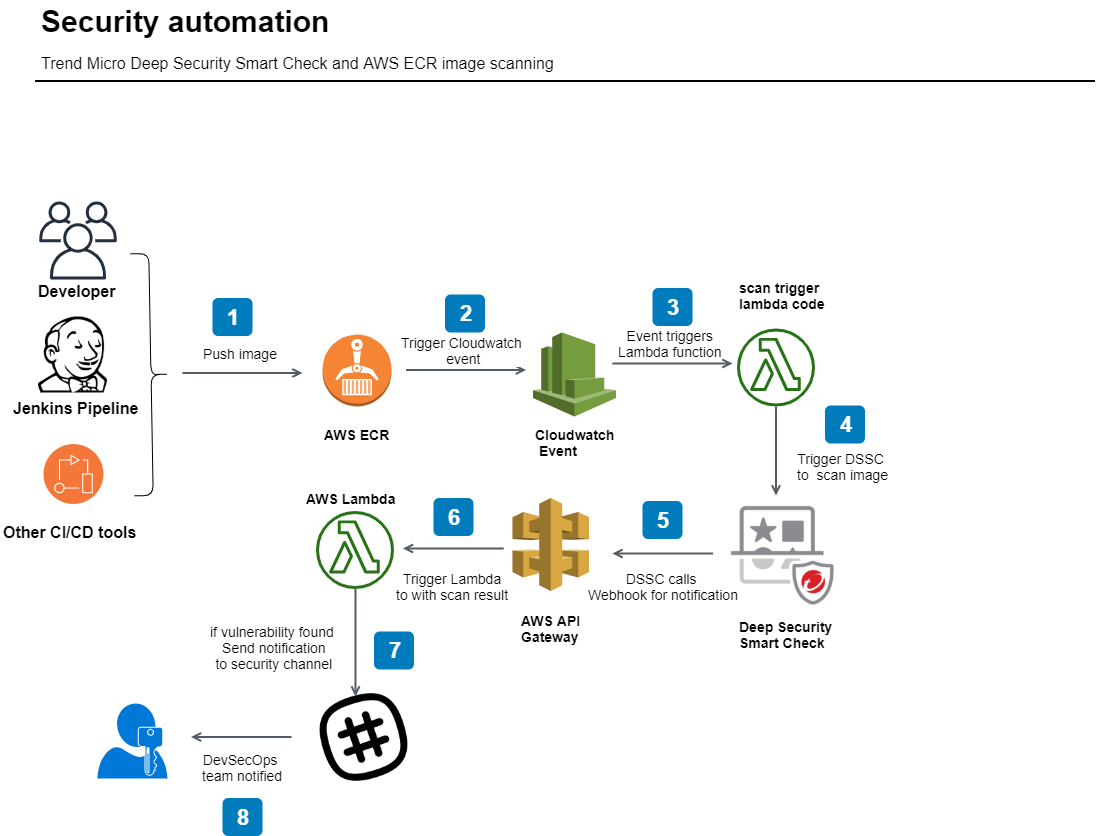 Security automation
Trend Micro Deep Security Smart Check and AWS ECR image scanning
Developer
Jenkins Pipeline
Other CI/CD tools
1
Push image
AWS ECR
2
Trigger Cloudwatch
event
Cloudwatch
Event
3
Event triggers
Lambda function
scan trigger
lambda code
4
Trigger DSSC
to scan image
Deep Security
Smart Check
5
DSSC calls
Webhook for notification
AWS API
Gateway
6
Trigger Lambda
to with scan result
AWS Lambda
if vulnerability found
Send notification
to security channel
7
#
DevSecOps
team notified
8